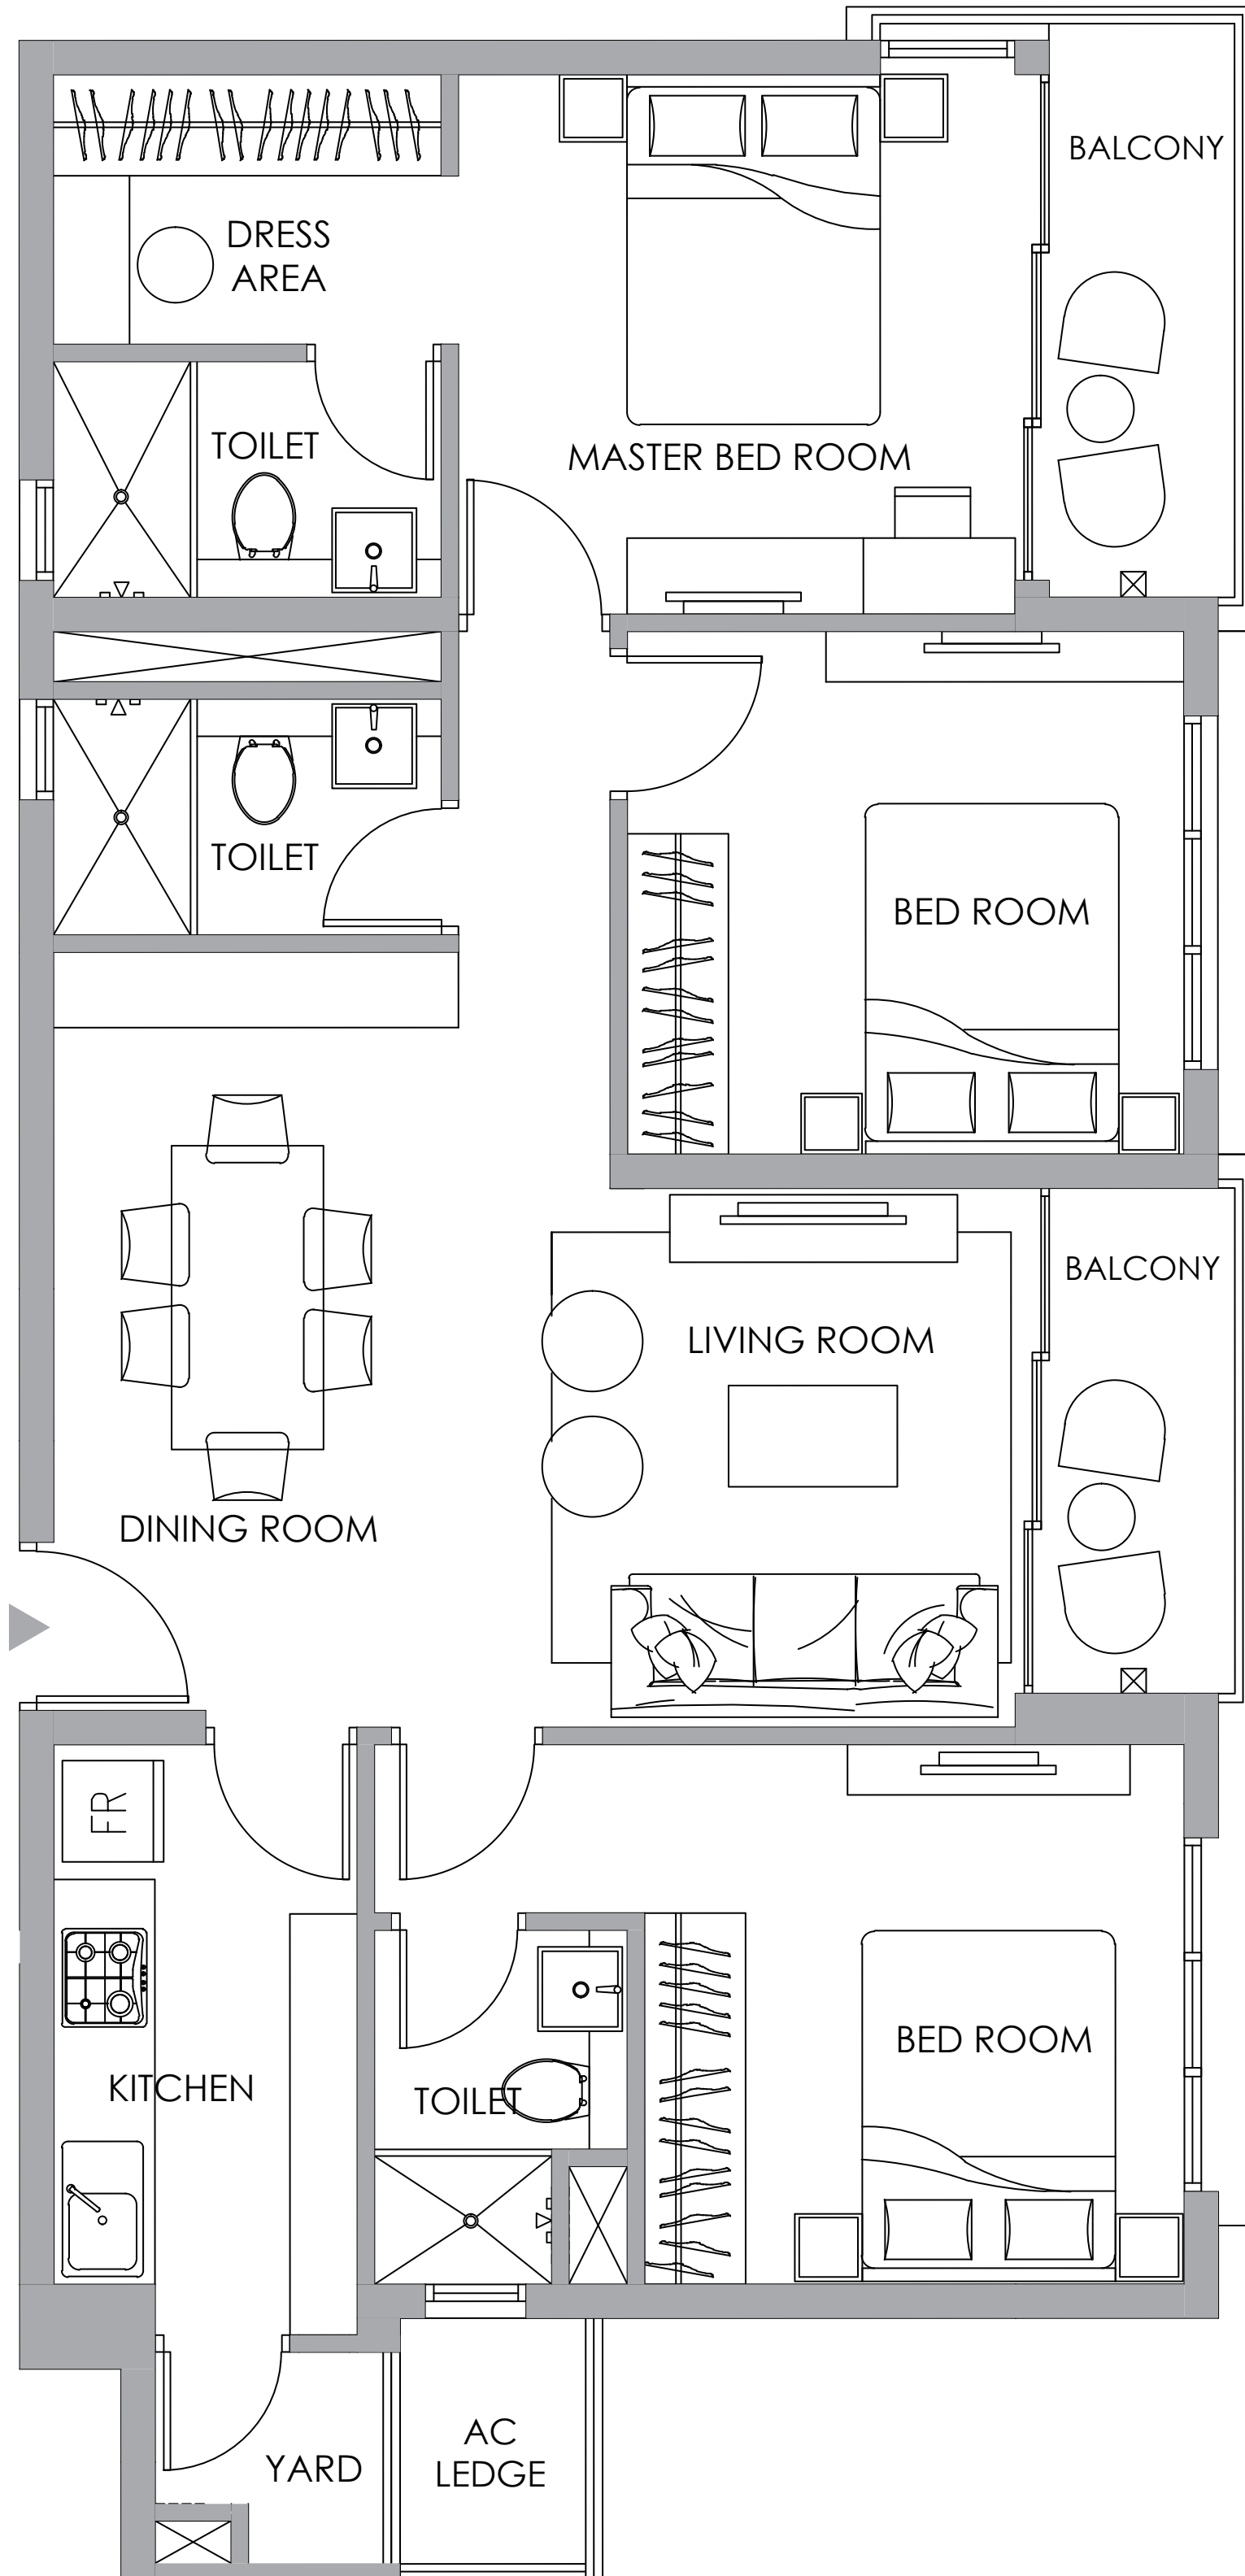 BALCONY
DRESS
AREA
TOILET
MASTER BED ROOM
TOILET
BED ROOM
BALCONY
LIVING ROOM
DINING ROOM
FR
BED ROOM
KITCHEN
TOILET
AC
LEDGE
YARD